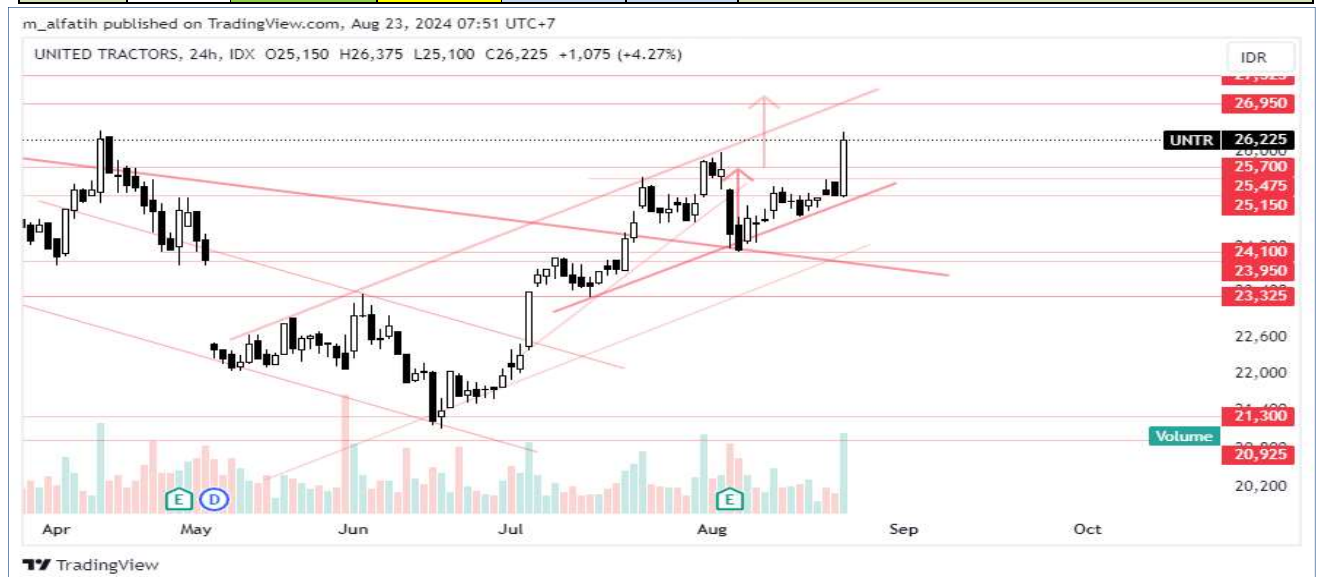 m_alfatih published on TradingView.com, Aug 23, 2024 07:51 UTC+7
UNITED TRACTORS, 24h, IDX O25,150 H26,375 L25,100 C26,225 +1,075 (+4.27%)
IDR
26,950
UNTR 26,225
25,700
25,475
25,150
24,100
23,950
23,325
22,600
22,000
21,300
Volume
20,925
20,200
E D E
Apr May Jun Jul Aug Sep Oct
TradingView